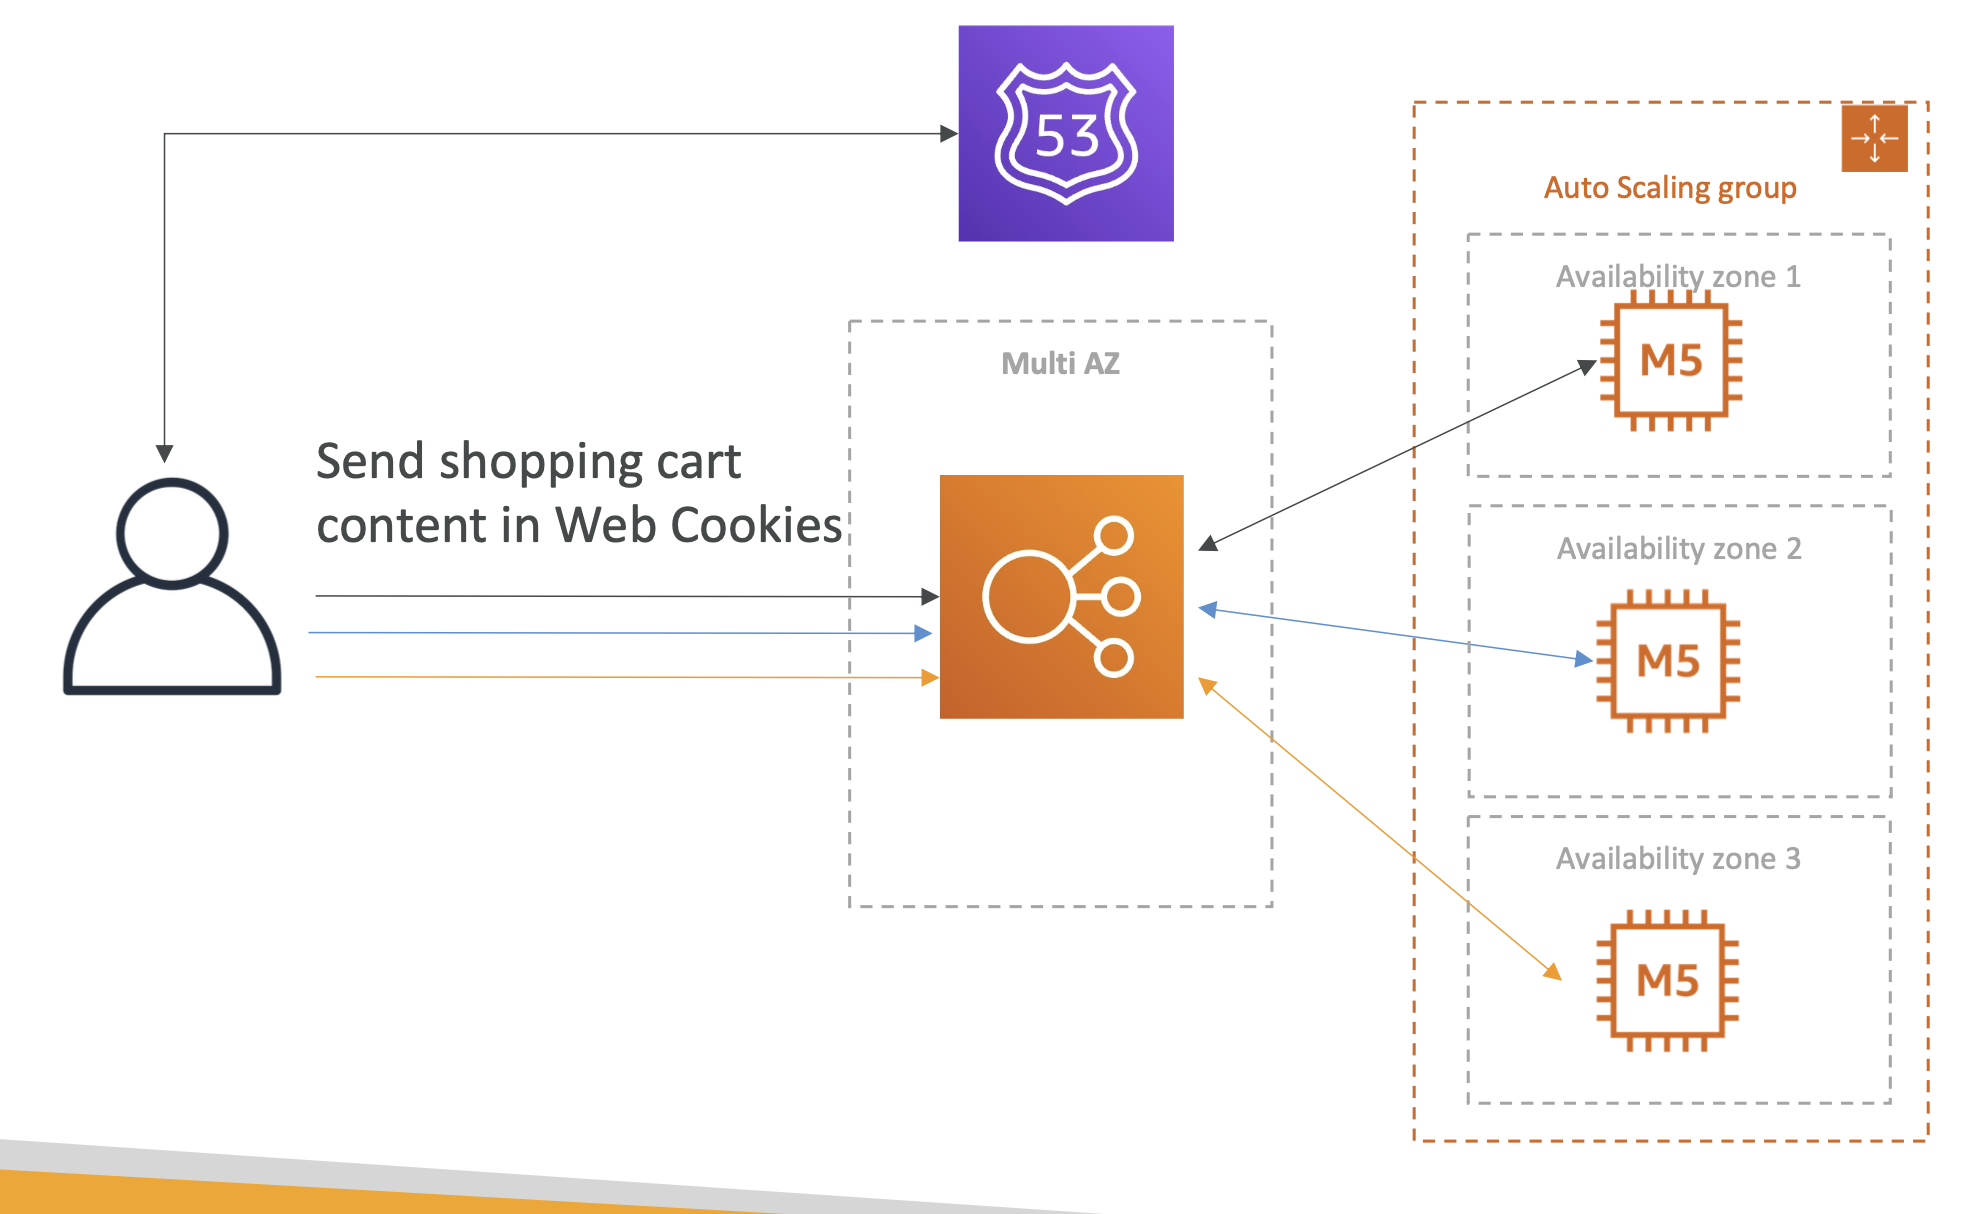 53
Auto Scaling group
Availability zone 1
M5
Multi AZ
Send shopping cart
content in Web Cookies
Availability zone 2
M5
Availability zone 3
M5